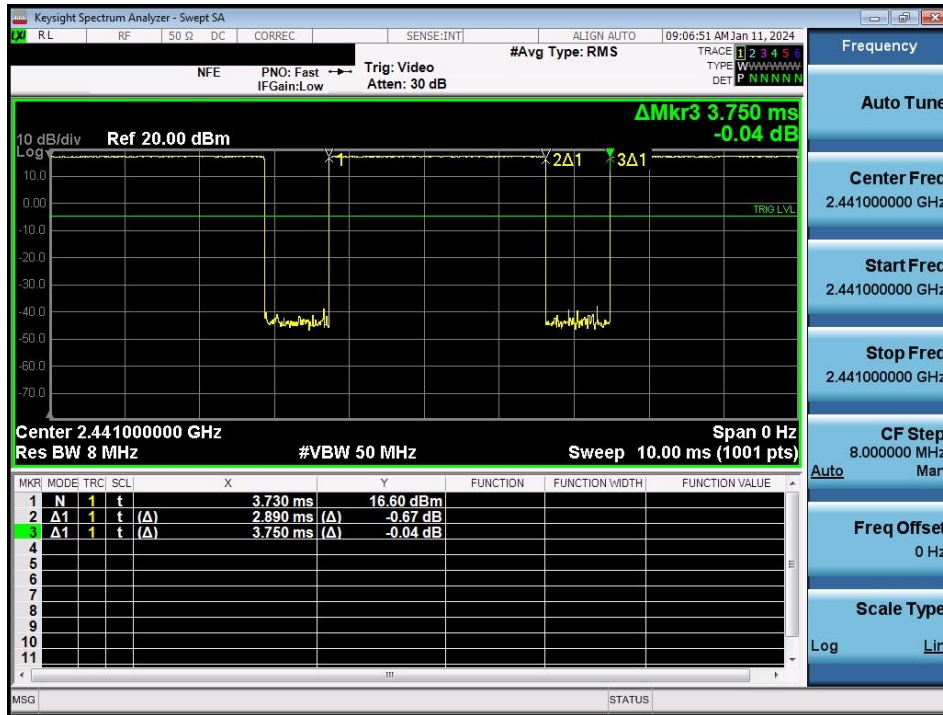 Keysight Spectrum Analyzer - Swept SA
LXI RL RF 50 Ω DC CORREC SENSE:INT ALIGN AUTO 09:06:51 AM Jan 11, 2024
#Avg Type: RMS TRACE 1 2 3 4 5 6
NFE PNO: Fast Trig: Video TYPE WWWWWW
IFGain:Low Atten: 30 dB DET P N N N N N
ΔMkr3 3.750 ms
10 dB/div Ref 20.00 dBm -0.04 dB
Log
1 2Δ1 3Δ1
10.0
0.00
TRIG LVL
-10.0
-20.0
-30.0
-40.0
-50.0
-60.0
-70.0
Center 2.441000000 GHz Span 0 Hz
Res BW 8 MHz #VBW 50 MHz Sweep 10.00 ms (1001 pts)
MKR MODE TRC SCL X Y FUNCTION FUNCTION WIDTH FUNCTION VALUE
1 N 1 t 3.730 ms 16.60 dBm
2 Δ1 1 t (Δ) 2.890 ms (Δ) -0.67 dB
3 Δ1 1 t (Δ) 3.750 ms (Δ) -0.04 dB
4
5
6
7
8
9
10
11
MSG STATUS
Frequency
Auto Tune
Center Freq
2.441000000 GHz
Start Freq
2.441000000 GHz
Stop Freq
2.441000000 GHz
CF Step
8.000000 MHz
Auto Man
Freq Offset
0 Hz
Scale Type
Log Lin